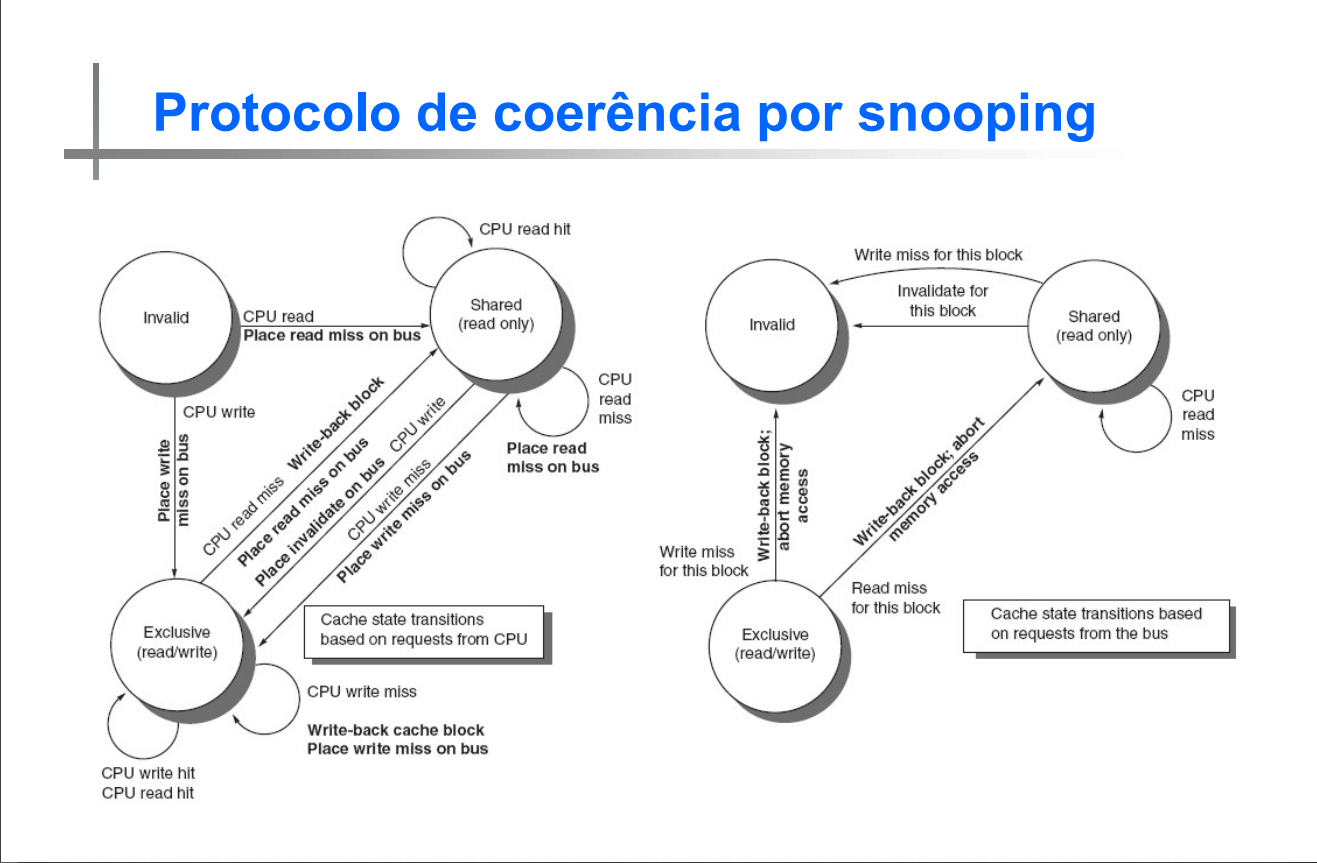 Protocolo de coerência por snooping
CPU read hit
Invalid
CPU read
Place read miss on bus
Shared
(read only)
CPU write
Place write
miss on bus
CPU read miss
Write-back block
Place read miss on bus
Place invalidate on bus
CPU write
CPU write miss
Place write miss on bus
CPU
read
miss
Place read
miss on bus
Exclusive
(read/write)
Cache state transitions
based on requests from CPU
CPU write miss
Write-back cache block
Place write miss on bus
CPU write hit
CPU read hit
Write miss for this block
Invalidate for
this block
Invalid
Shared
(read only)
CPU
read
miss
Write-back block;
abort memory
access
Write-back block; abort
memory access
Write miss
for this block
Read miss
for this block
Exclusive
(read/write)
Cache state transitions based
on requests from the bus